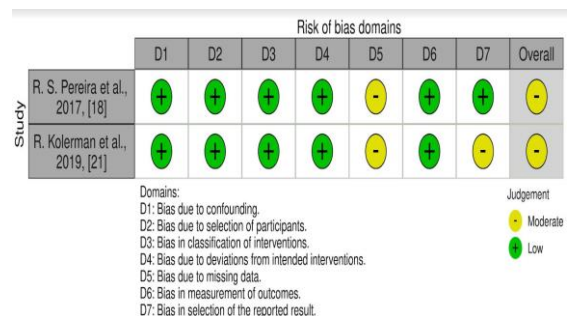 Risk of bias domains
D1 D2 D3 D4 D5 D6 D7 Overall
Study
R. S. Pereira et al., 2017, [18] + + + + - + + -
R. Kolerman et al., 2019, [21] + + + + - + - -
Domains:
D1: Bias due to confounding.
D2: Bias due to selection of participants.
D3: Bias in classification of interventions.
D4: Bias due to deviations from intended interventions.
D5: Bias due to missing data.
D6: Bias in measurement of outcomes.
D7: Bias in selection of the reported result.
Judgement
- Moderate
+ Low